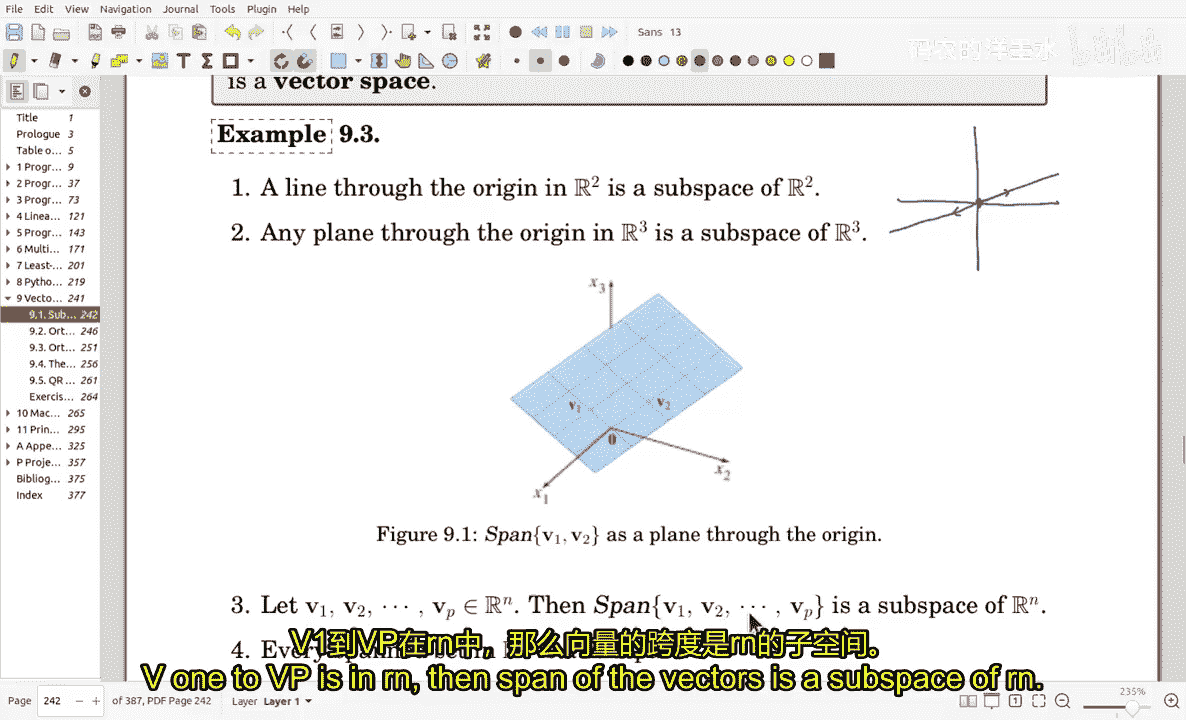 File Edit View Navigation Journal Tools Plugin Help
Sans 13
码农的洋墨水 bilibili
Title 1
Prologue 3
Table o... 5
1 Progr... 9
2 Progr... 37
3 Progr... 73
4 Linea... 121
5 Progr... 143
6 Multi... 171
7 Least-... 201
8 Pytho... 219
9 Vecto... 241
9.1. Sub... 242
9.2. Ort... 246
9.3. Ort... 251
9.4. The... 256
9.5. QR ... 261
Exercis... 264
10 Mac... 265
11 Prin... 295
A Appe... 325
P Proje... 357
Bibliog... 375
Index 377
is a vector space.
Example 9.3.
1. A line through the origin in ℝ² is a subspace of ℝ².
2. Any plane through the origin in ℝ³ is a subspace of ℝ³.
x₃
v₁
v₂
0
x₂
x₁
Figure 9.1: Span{v₁, v₂} as a plane through the origin.
3. Let v₁, v₂, ⋯ , vₚ ∈ ℝⁿ. Then Span{v₁, v₂, ⋯ , vₚ} is a subspace of ℝⁿ.
4. Every
V1到VP在rn中，那么向量的跨度是rn的子空间。
V one to VP is in rn, then span of the vectors is a subspace of rn.
Page 242 of 387, PDF Page 242 Layer Layer 1 235%